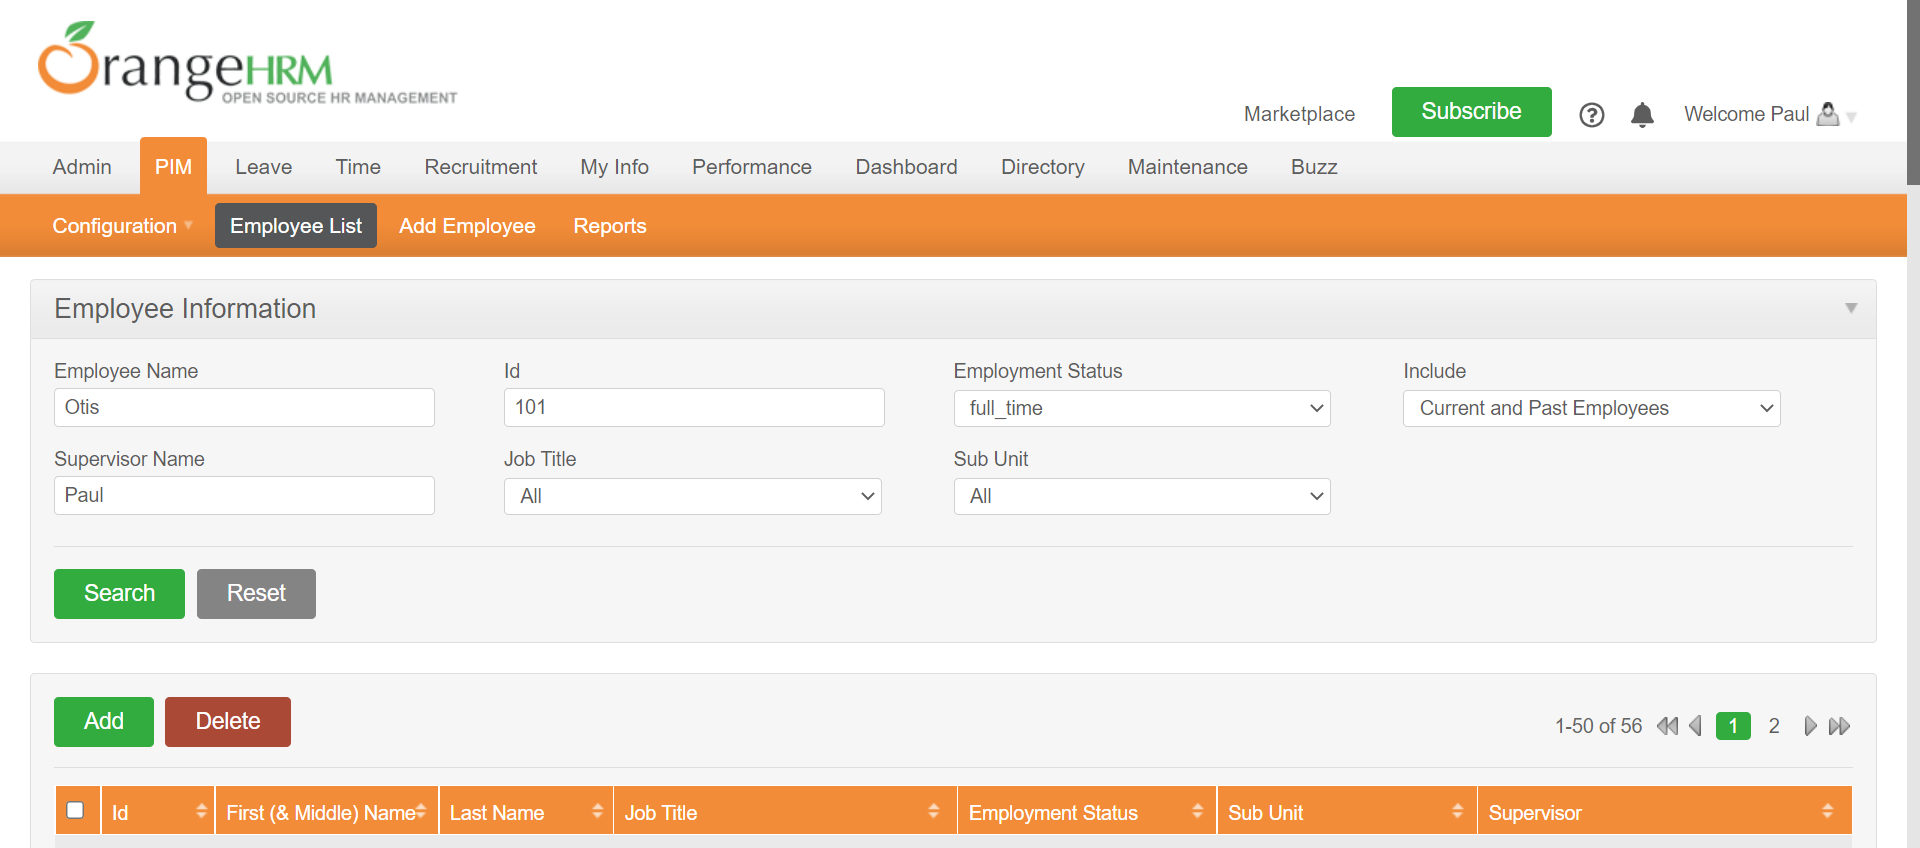 OrangeHRM
OPEN SOURCE HR MANAGEMENT
Marketplace Subscribe Welcome Paul
Admin PIM Leave Time Recruitment My Info Performance Dashboard Directory Maintenance Buzz
Configuration Employee List Add Employee Reports
Employee Information
Employee Name Id Employment Status Include
Otis 101 full_time Current and Past Employees
Supervisor Name Job Title Sub Unit
Paul All All
Search Reset
Add Delete 1-50 of 56 1 2
Id First (& Middle) Name Last Name Job Title Employment Status Sub Unit Supervisor